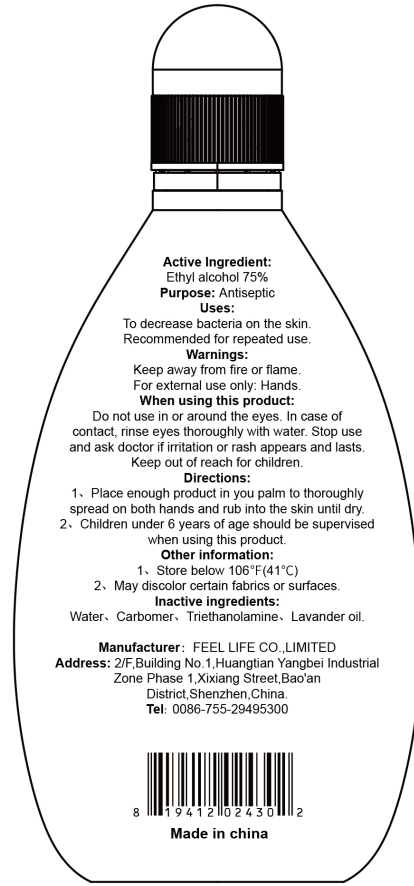 Active Ingredient:
Ethyl alcohol 75%
Purpose: Antiseptic
Uses:
To decrease bacteria on the skin.
Recommended for repeated use.
Warnings:
Keep away from fire or flame.
For external use only: Hands.
When using this product:
Do not use in or around the eyes. In case of
contact, rinse eyes thoroughly with water. Stop use
and ask doctor if irritation or rash appears and lasts.
Keep out of reach for children.
Directions:
1、Place enough product in you palm to thoroughly
spread on both hands and rub into the skin until dry.
2、Children under 6 years of age should be supervised
when using this product.
Other information:
1、Store below 106°F(41℃)
2、May discolor certain fabrics or surfaces.
Inactive ingredients:
Water、Carbomer、Triethanolamine、Lavander oil.
Manufacturer：FEEL LIFE CO.,LIMITED
Address: 2/F,Building No.1,Huangtian Yangbei Industrial
Zone Phase 1,Xixiang Street,Bao'an
District,Shenzhen,China.
Tel: 0086-755-29495300
8 19412 02430 2
Made in china